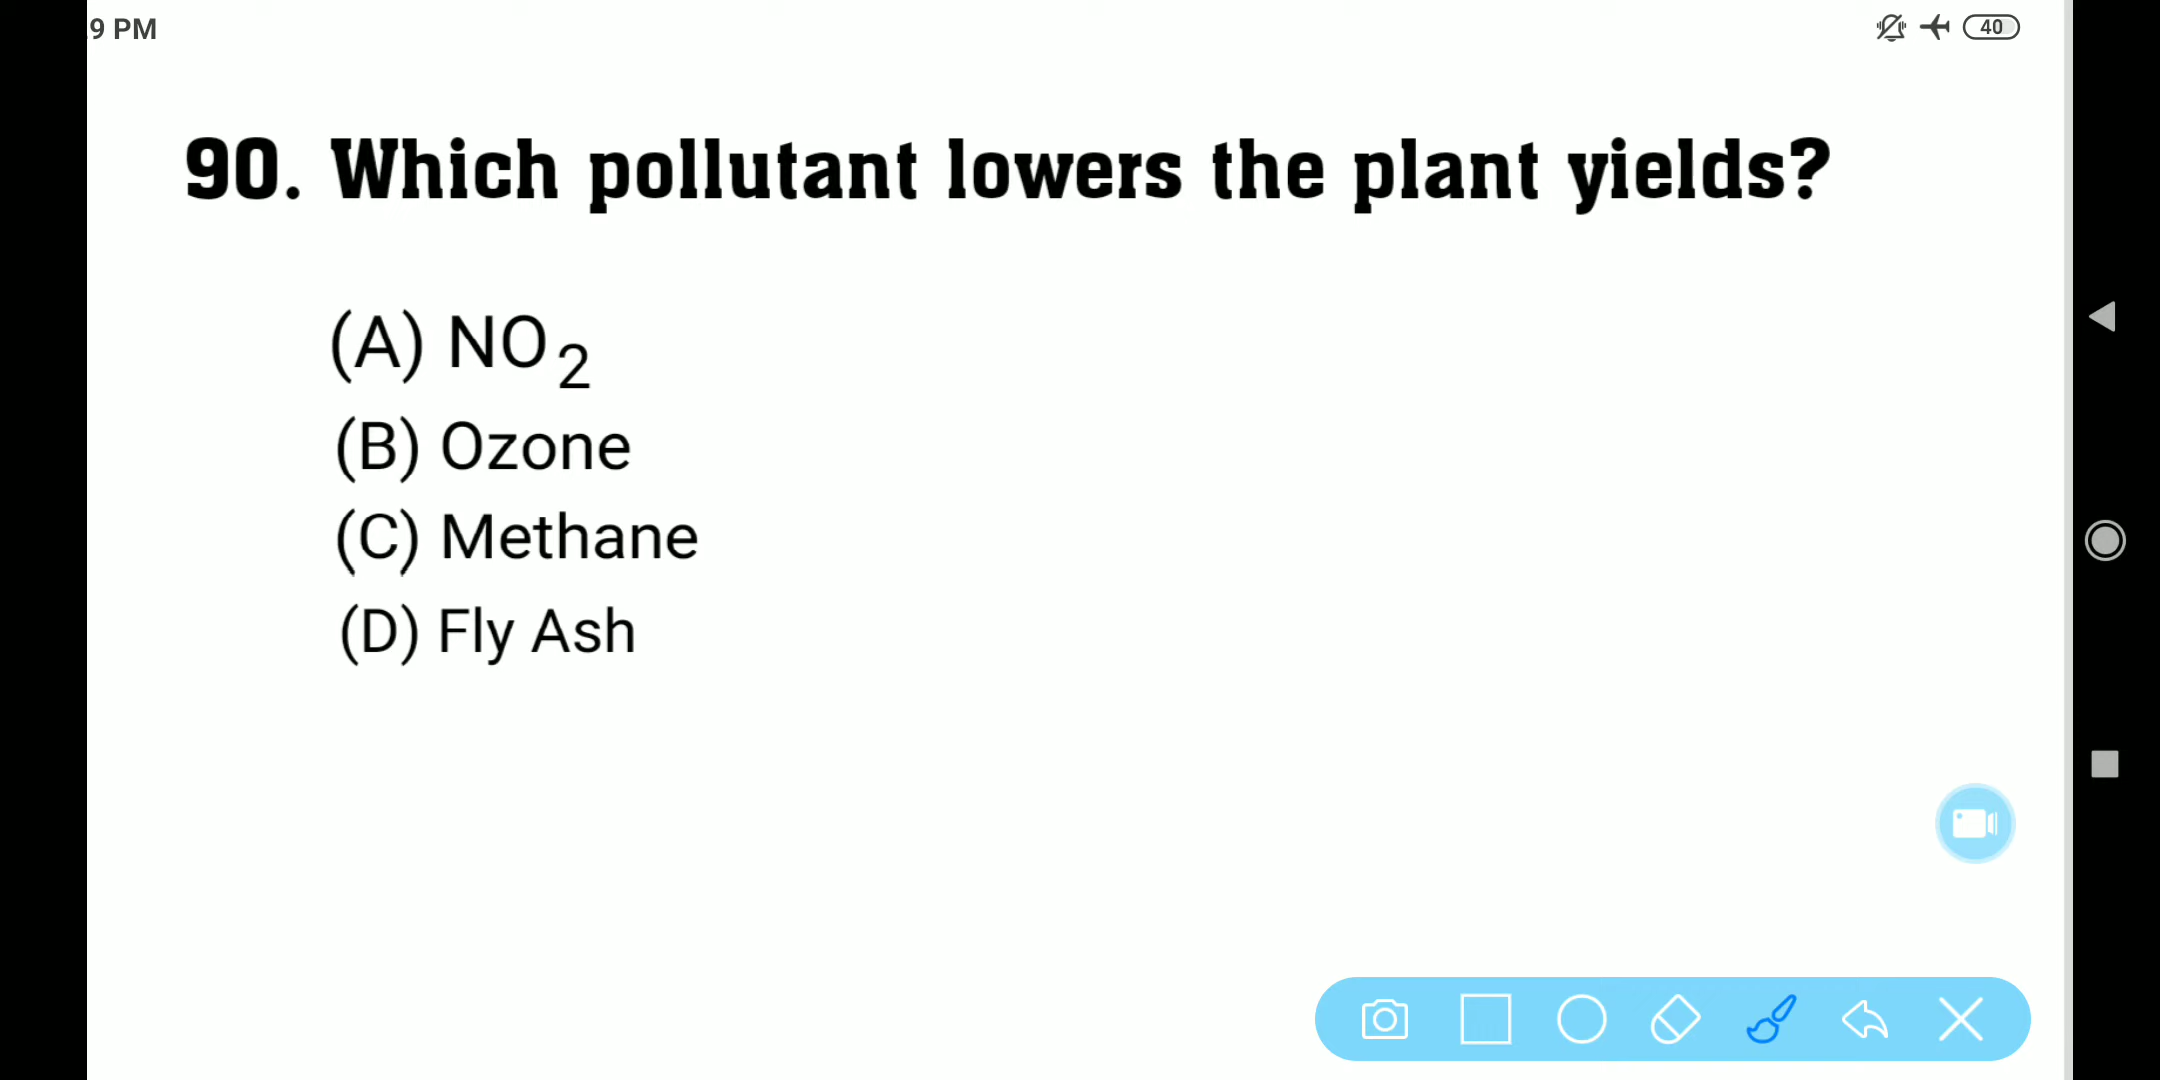 9 PM
40
90. Which pollutant lowers the plant yields?
(A) NO2
(B) Ozone
(C) Methane
(D) Fly Ash